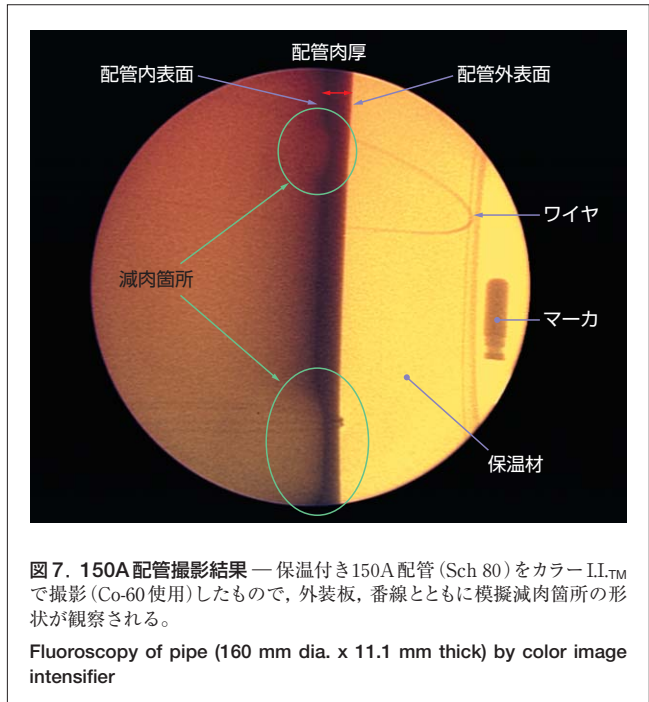 配管肉厚
配管内表面
配管外表面
ワイヤ
減肉箇所
マーカ
保温材
図7．150A配管撮影結果 — 保温付き150A配管（Sch 80）をカラーI.I.TM
で撮影（Co-60使用）したもので，外装板，番線とともに模擬減肉箇所の形
状が観察される。
Fluoroscopy of pipe (160 mm dia. x 11.1 mm thick) by color image
intensifier